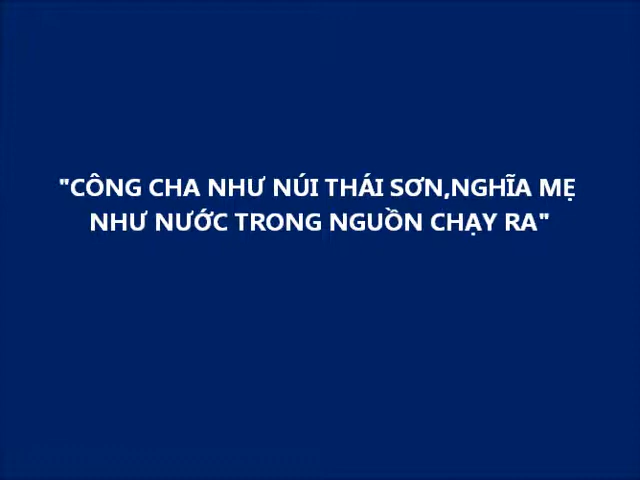 "CÔNG CHA NHƯ NÚI THÁI SƠN,NGHĨA MẸ
NHƯ NƯỚC TRONG NGUỒN CHẠY RA"